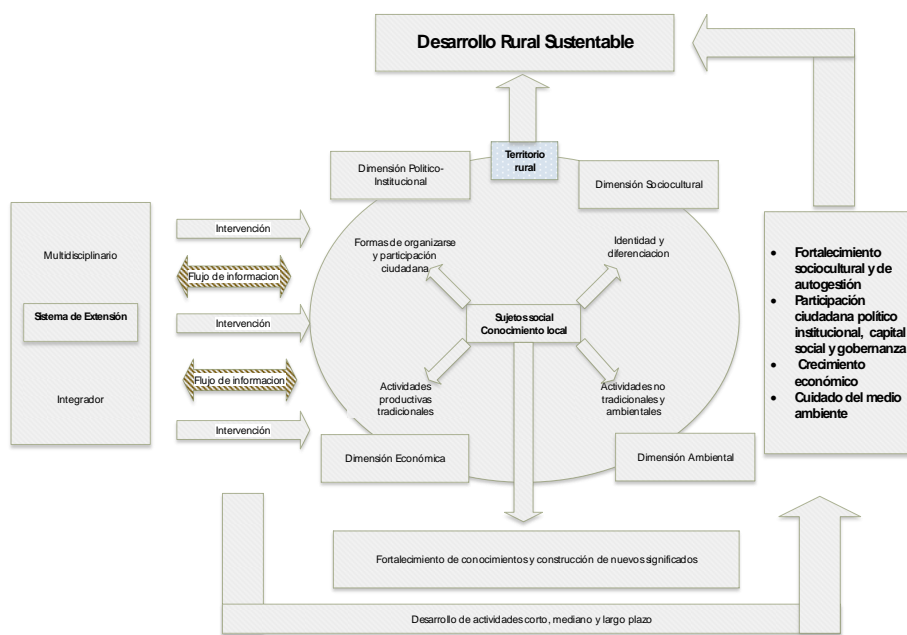 Desarrollo Rural Sustentable
Territorio
rural
Dimensión Politico-
Institucional
Dimensión Sociocultural
Multidisciplinario
Sistema de Extensión
Integrador
Intervención
Flujo de informacion
Intervención
Flujo de informacion
Intervención
Formas de organizarse
y participación
ciudadana
Identidad y
diferenciacion
Sujetos social
Conocimiento local
Actividades
productivas
tradicionales
Actividades no
tradicionales y
ambientales
Dimensión Económica
Dimensión Ambiental
• Fortalecimiento
sociocultural y de
autogestión
• Participación
ciudadana político
institucional, capital
social y gobernanza
• Crecimiento
económico
• Cuidado del medio
ambiente
Fortalecimiento de conocimientos y construcción de nuevos significados
Desarrollo de actividades corto, mediano y largo plazo